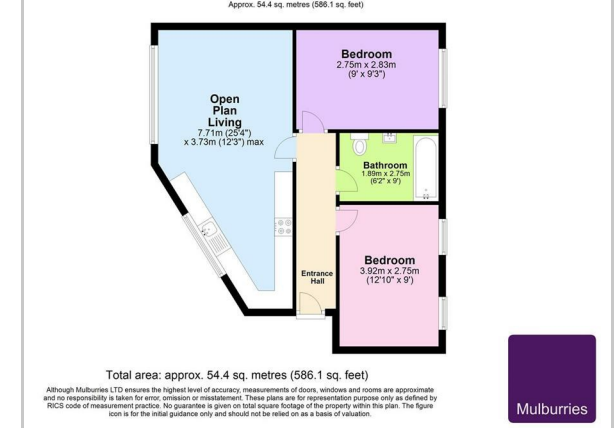 Approx. 54.4 sq. metres (586.1 sq. feet)
Bedroom
2.75m x 2.83m
(9' x 9'3")
Open
Plan
Living
7.71m (25'4")
x 3.73m (12'3") max
Bathroom
1.89m x 2.75m
(6'2" x 9')
Bedroom
3.92m x 2.75m
(12'10" x 9')
Entrance
Hall
Total area: approx. 54.4 sq. metres (586.1 sq. feet)
Although Mulburries LTD ensures the highest level of accuracy, measurements of doors, windows and rooms are approximate
and no responsibility is taken for error, omission or misstatement. These plans are for representation purpose only as defined by
RICS code of measurement practice. No guarantee is given on total square footage of the property within this plan. The figure
icon is for the initial guidance only and should not be relied on as a basis of valuation.
Mulburries